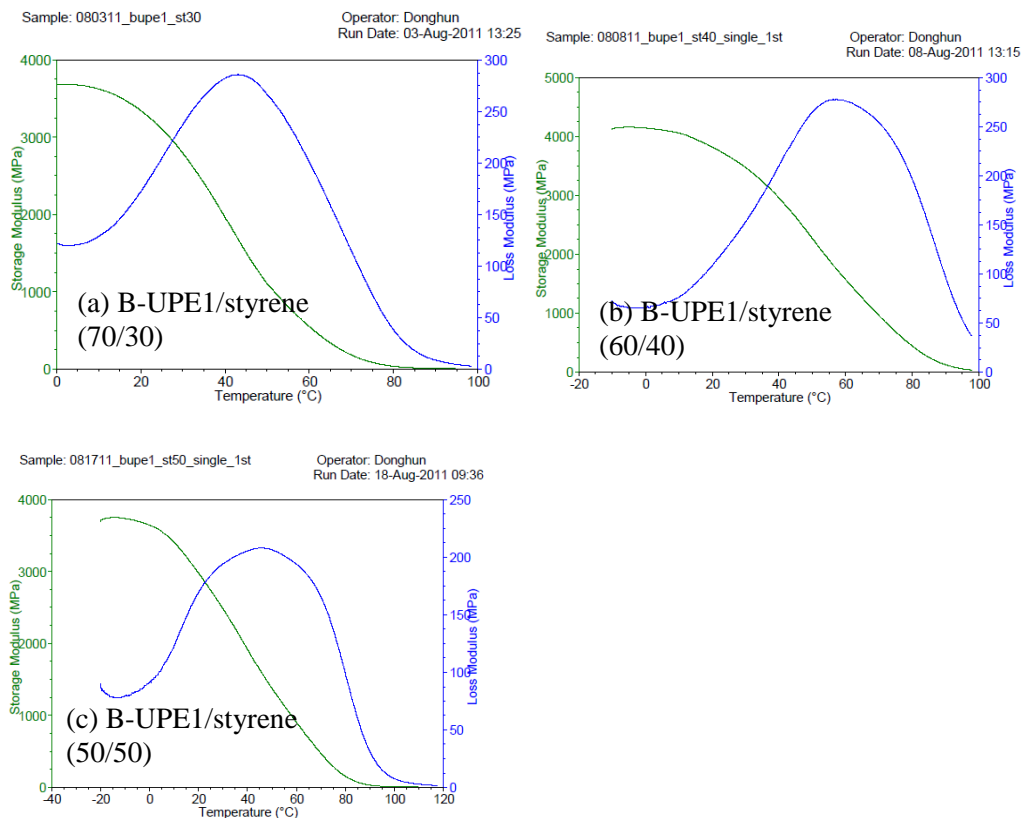 Sample: 080311_bupe1_st30
Operator: Donghun
Run Date: 03-Aug-2011 13:25
4000
3000
2000
1000
0
Storage Modulus (MPa)
300
250
200
150
100
50
0
Loss Modulus (MPa)
0
20
40
60
80
100
Temperature (°C)
(a) B-UPE1/styrene
(70/30)
Sample: 080811_bupe1_st40_single_1st
Operator: Donghun
Run Date: 08-Aug-2011 13:15
5000
4000
3000
2000
1000
0
Storage Modulus (MPa)
300
250
200
150
100
50
0
Loss Modulus (MPa)
-20
0
20
40
60
80
100
Temperature (°C)
(b) B-UPE1/styrene
(60/40)
Sample: 081711_bupe1_st50_single_1st
Operator: Donghun
Run Date: 18-Aug-2011 09:36
4000
3000
2000
1000
0
Storage Modulus (MPa)
250
200
150
100
50
0
Loss Modulus (MPa)
-40
-20
0
20
40
60
80
100
120
Temperature (°C)
(c) B-UPE1/styrene
(50/50)